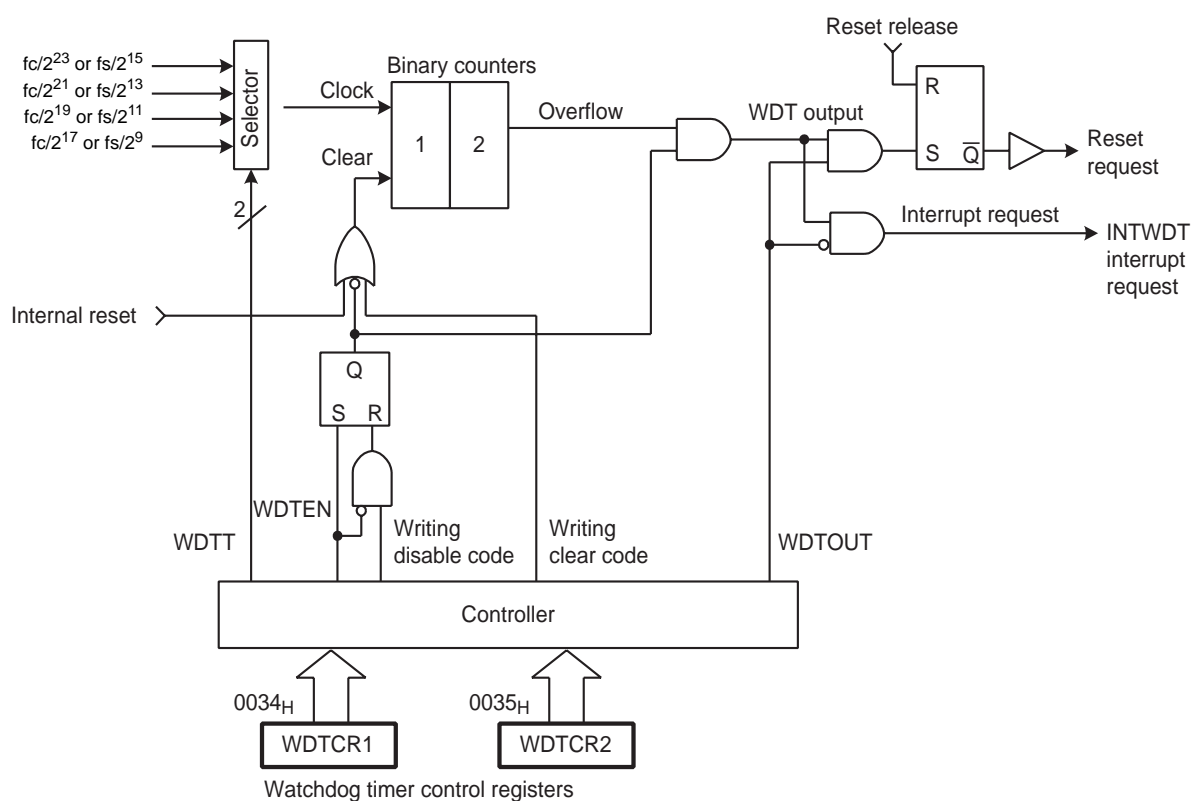 Reset release
fc/2^23 or fs/2^15
fc/2^21 or fs/2^13
fc/2^19 or fs/2^11
fc/2^17 or fs/2^9
Selector
Clock
Clear
Binary counters
1
2
Overflow
WDT output
R
S
Q̅
Reset
request
2
Interrupt request
INTWDT
interrupt
request
Internal reset
Q
S
R
WDTT
WDTEN
Writing
disable code
Writing
clear code
WDTOUT
Controller
0034H
0035H
WDTCR1
WDTCR2
Watchdog timer control registers